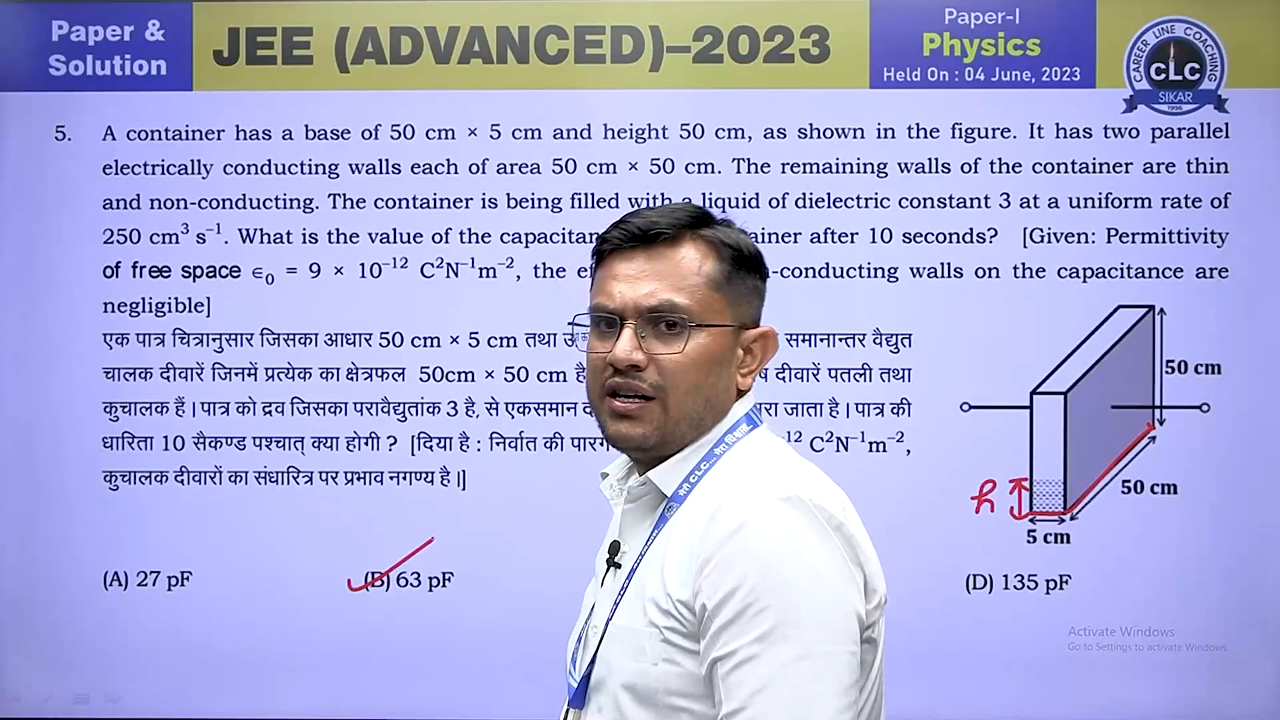 Paper &
Solution
JEE (ADVANCED)–2023
Paper-I
Physics
Held On : 04 June, 2023
CAREER LINE COACHING
CLC
SIKAR
1996
5. A container has a base of 50 cm × 5 cm and height 50 cm, as shown in the figure. It has two parallel
electrically conducting walls each of area 50 cm × 50 cm. The remaining walls of the container are thin
and non-conducting. The container is being filled with a liquid of dielectric constant 3 at a uniform rate of
250 cm³ s⁻¹. What is the value of the after 10 seconds? [Given: Permittivity
of free space ϵ₀ = 9 × 10⁻¹² C²N⁻¹m⁻², the -conducting walls on the capacitance are
negligible]
एक पात्र चित्रानुसार जिसका आधार 50 cm × 5 cm तथा समानान्तर वैद्युत
चालक दीवारें जिनमें प्रत्येक का क्षेत्रफल 50cm × 50 cm दीवारें पतली तथा
कुचालक हैं। पात्र को द्रव जिसका परावैद्युतांक 3 है, से एकसमान जाता है। पात्र की
धारिता 10 सैकण्ड पश्चात् क्या होगी ? [दिया है : निर्वात की C²N⁻¹m⁻²,
कुचालक दीवारों का संधारित्र पर प्रभाव नगण्य है।]
50 cm
50 cm
h
5 cm
(A) 27 pF (B) 63 pF (D) 135 pF
Activate Windows
Go to Settings to activate Windows.